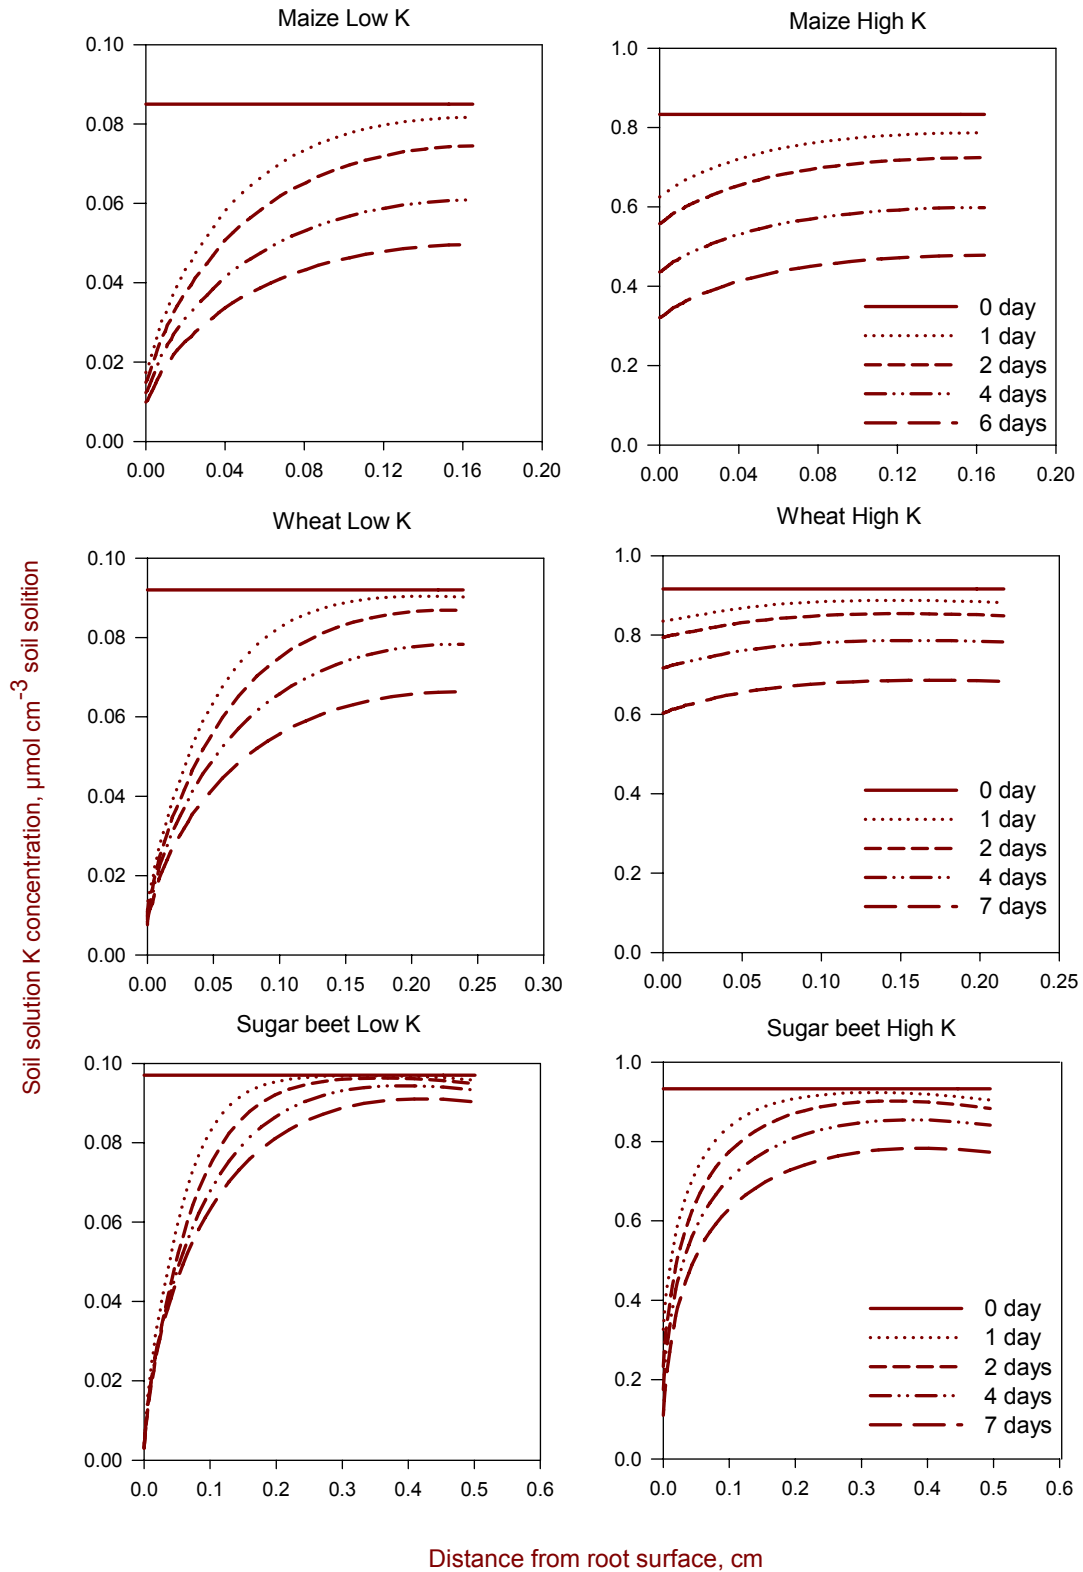 Maize Low K
0.10
0.08
0.06
0.04
0.02
0.00
0.00 0.04 0.08 0.12 0.16 0.20
Maize High K
1.0
0.8
0.6
0.4
0.2
0.0
0 day
1 day
2 days
4 days
6 days
0.00 0.04 0.08 0.12 0.16 0.20
Soil solution K concentration, µmol cm-3 soil solition
Wheat Low K
0.10
0.08
0.06
0.04
0.02
0.00
0.00 0.05 0.10 0.15 0.20 0.25 0.30
Wheat High K
1.0
0.8
0.6
0.4
0.2
0.0
0 day
1 day
2 days
4 days
7 days
0.00 0.05 0.10 0.15 0.20 0.25
Sugar beet Low K
0.10
0.08
0.06
0.04
0.02
0.00
0.0 0.1 0.2 0.3 0.4 0.5 0.6
Sugar beet High K
1.0
0.8
0.6
0.4
0.2
0.0
0 day
1 day
2 days
4 days
7 days
0.0 0.1 0.2 0.3 0.4 0.5 0.6
Distance from root surface, cm